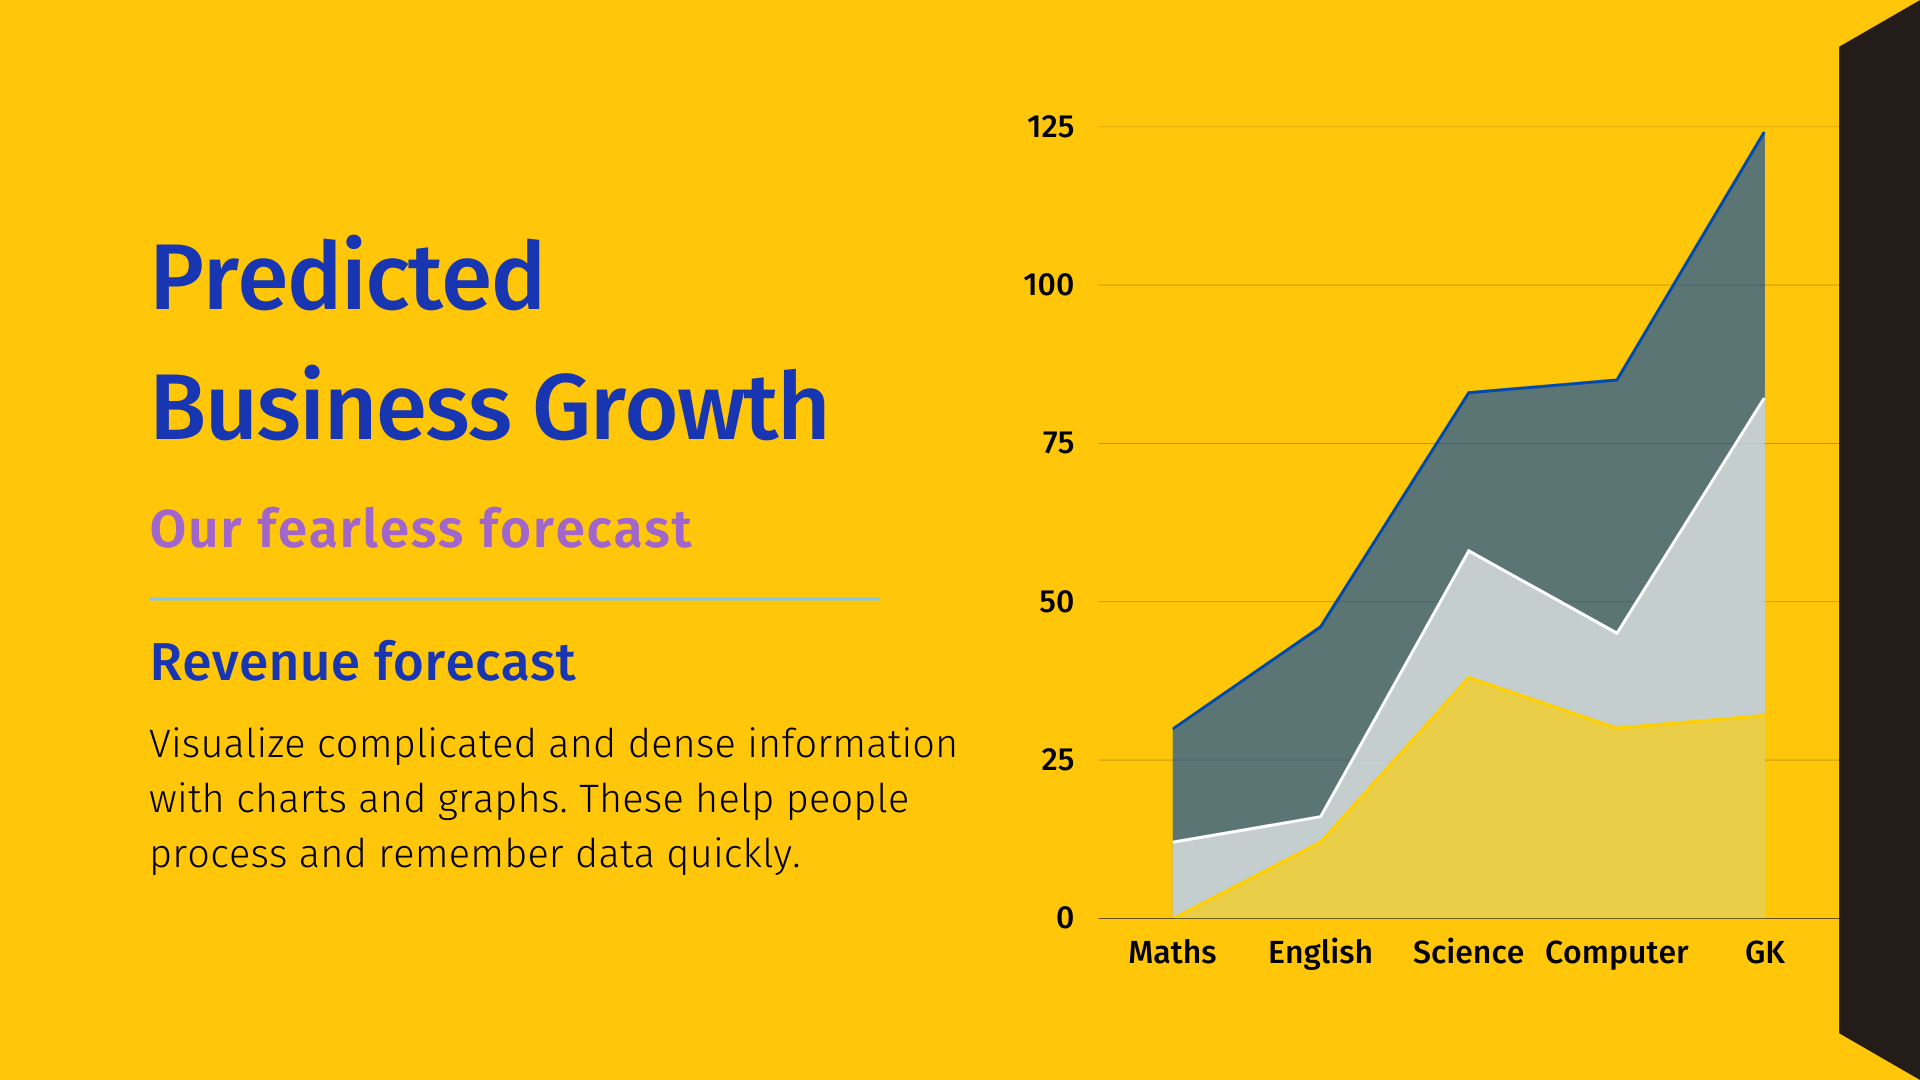 Predicted
Business Growth
Our fearless forecast
Revenue forecast
Visualize complicated and dense information
with charts and graphs. These help people
process and remember data quickly.
125
100
75
50
25
0
Maths English Science Computer GK